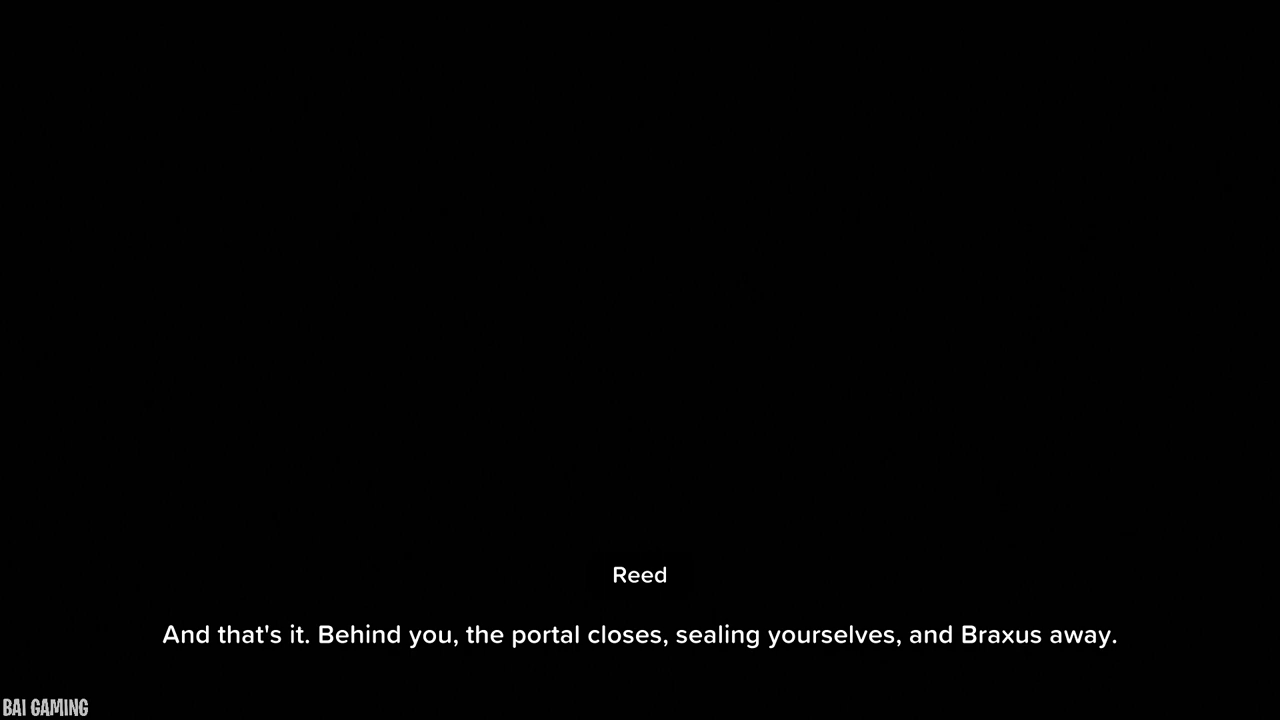 Reed
And that's it. Behind you, the portal closes, sealing yourselves, and Braxus away.
BAI GAMING